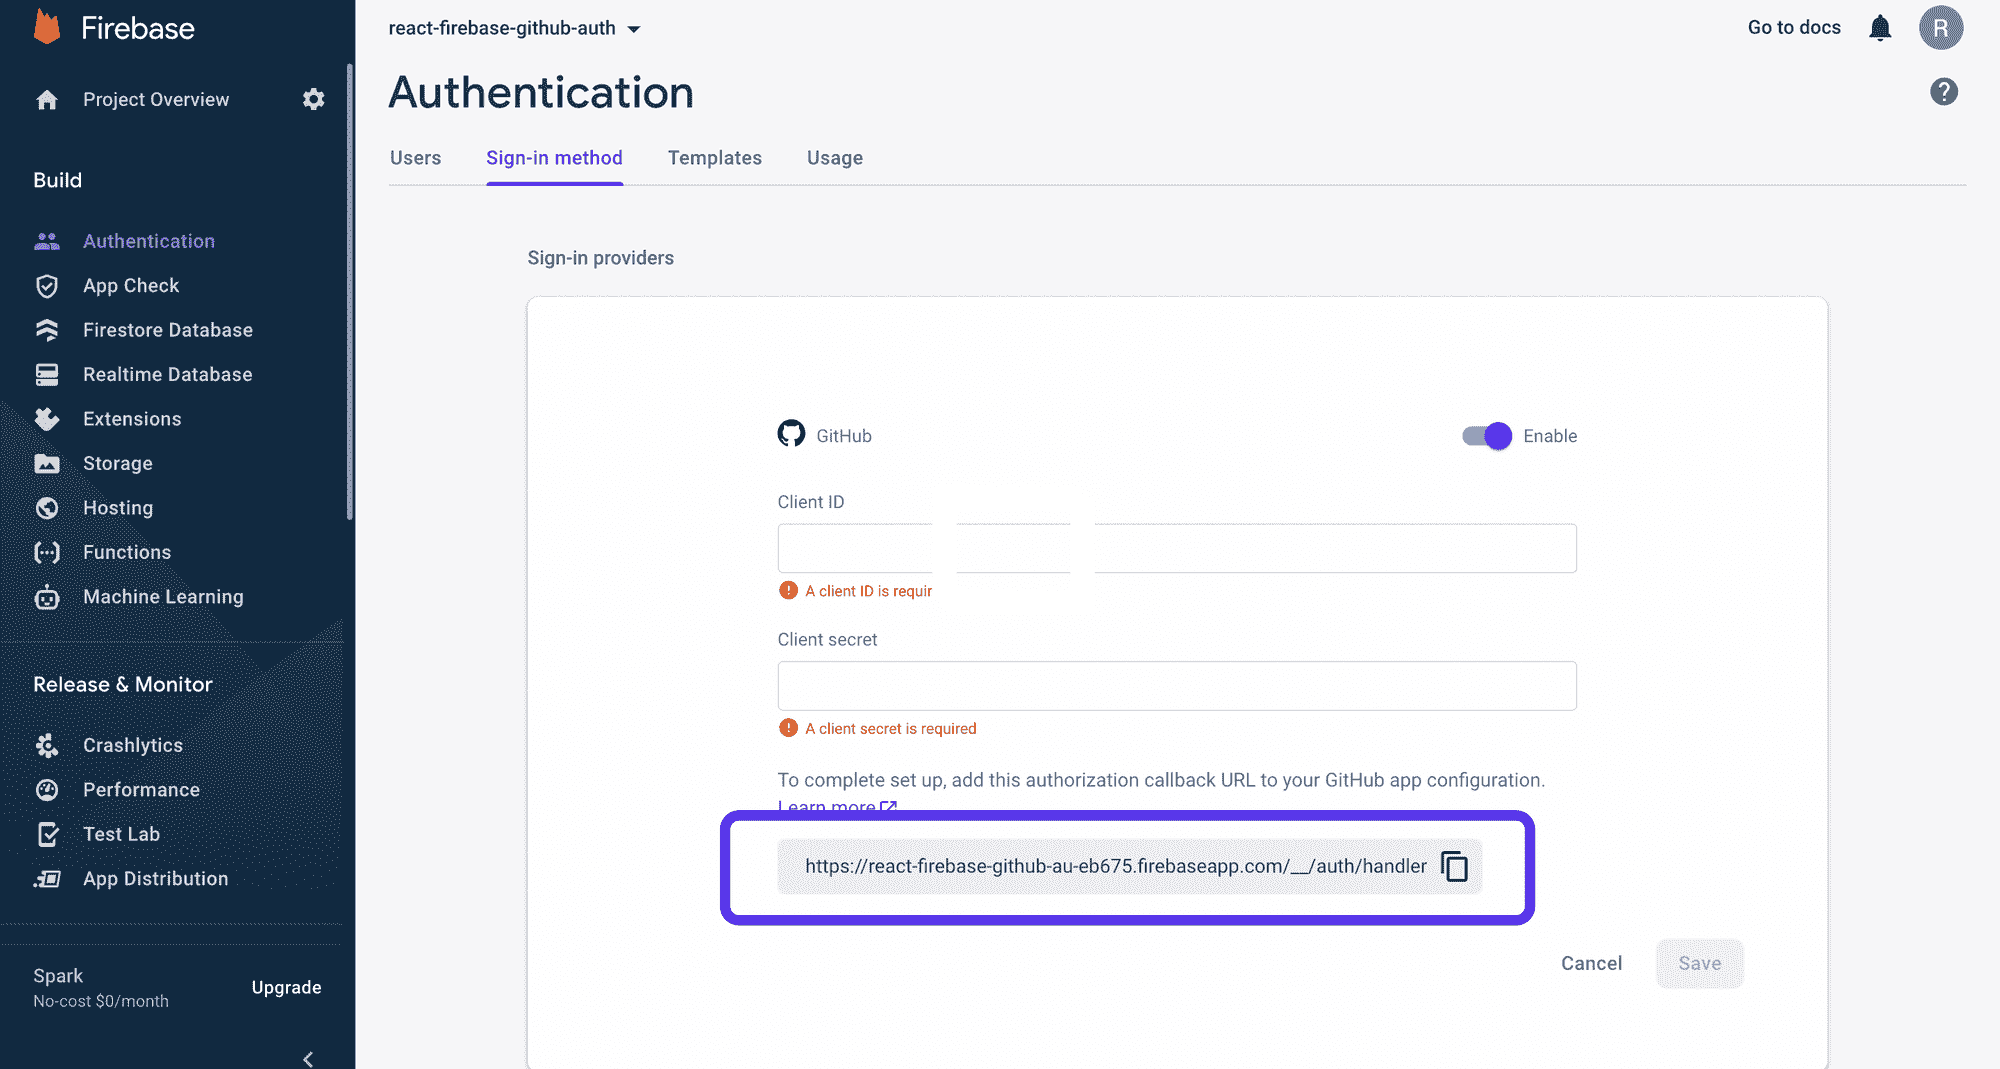 Firebase
Project Overview
Build
Authentication
App Check
Firestore Database
Realtime Database
Extensions
Storage
Hosting
Functions
Machine Learning
Release & Monitor
Crashlytics
Performance
Test Lab
App Distribution
Spark
No-cost $0/month
Upgrade
react-firebase-github-auth
Go to docs
R
Authentication
Users Sign-in method Templates Usage
Sign-in providers
GitHub
Enable
Client ID
A client ID is requir
Client secret
A client secret is required
To complete set up, add this authorization callback URL to your GitHub app configuration.
Learn more
https://react-firebase-github-au-eb675.firebaseapp.com/__/auth/handler
Cancel Save